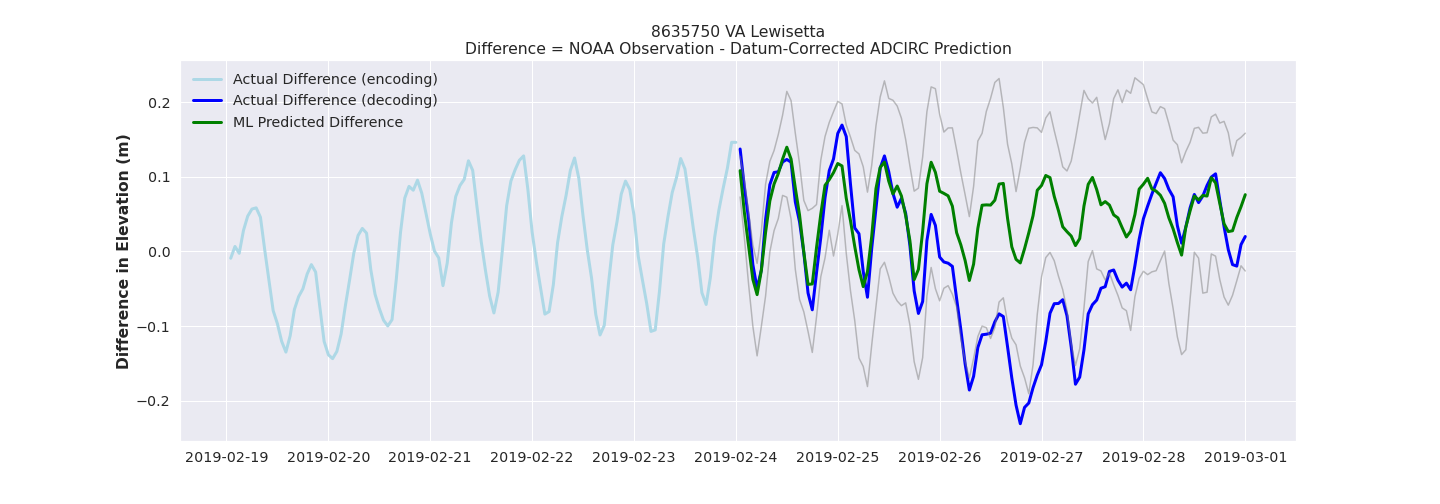 8635750 VA Lewisetta
Difference = NOAA Observation - Datum-Corrected ADCIRC Prediction
Actual Difference (encoding)
Actual Difference (decoding)
ML Predicted Difference
Difference in Elevation (m)
0.2
0.1
0.0
−0.1
−0.2
2019-02-19 2019-02-20 2019-02-21 2019-02-22 2019-02-23 2019-02-24 2019-02-25 2019-02-26 2019-02-27 2019-02-28 2019-03-01